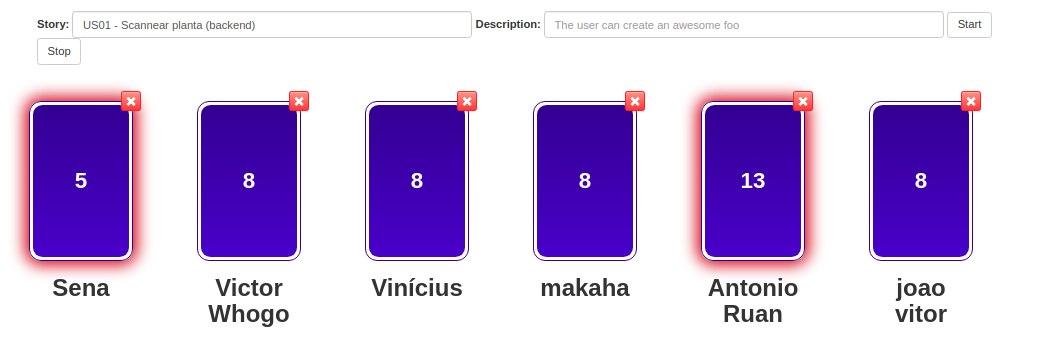 Story: US01 - Scannear planta (backend) Description: The user can create an awesome foo Start
Stop
5 8 8 8 13 8
Sena Victor Vinícius makaha Antonio joao
Whogo Ruan vitor